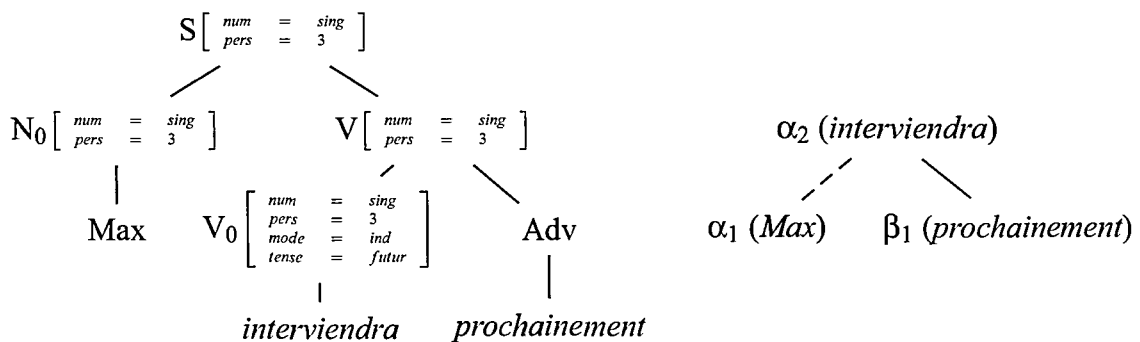 S [ num = sing
pers = 3 ]
N₀ [ num = sing
pers = 3 ]
V [ num = sing
pers = 3 ]
α₂ (interviendra)
Max
V₀ [ num = sing
pers = 3
mode = ind
tense = futur ]
Adv
α₁ (Max)
β₁ (prochainement)
interviendra
prochainement